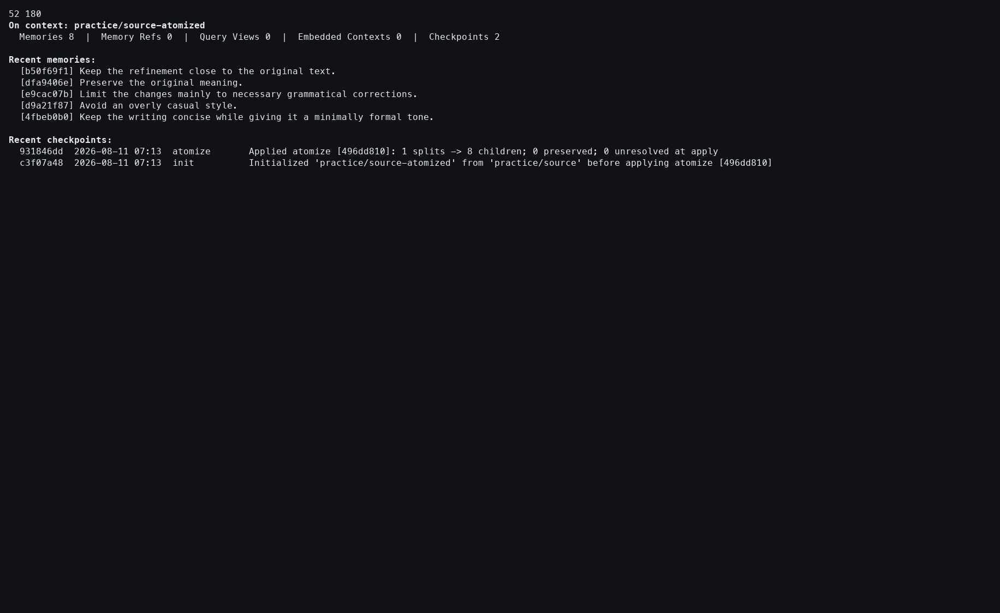 52 180
On context: practice/source-atomized
  Memories 8  |  Memory Refs 0  |  Query Views 0  |  Embedded Contexts 0  |  Checkpoints 2

Recent memories:
  [b50f69f1] Keep the refinement close to the original text.
  [dfa9406e] Preserve the original meaning.
  [e9cac07b] Limit the changes mainly to necessary grammatical corrections.
  [d9a21f87] Avoid an overly casual style.
  [4fbeb0b0] Keep the writing concise while giving it a minimally formal tone.

Recent checkpoints:
  931846dd  2026-08-11 07:13  atomize       Applied atomize [496dd810]: 1 splits -> 8 children; 0 preserved; 0 unresolved at apply
  c3f07a48  2026-08-11 07:13  init          Initialized 'practice/source-atomized' from 'practice/source' before applying atomize [496dd810]